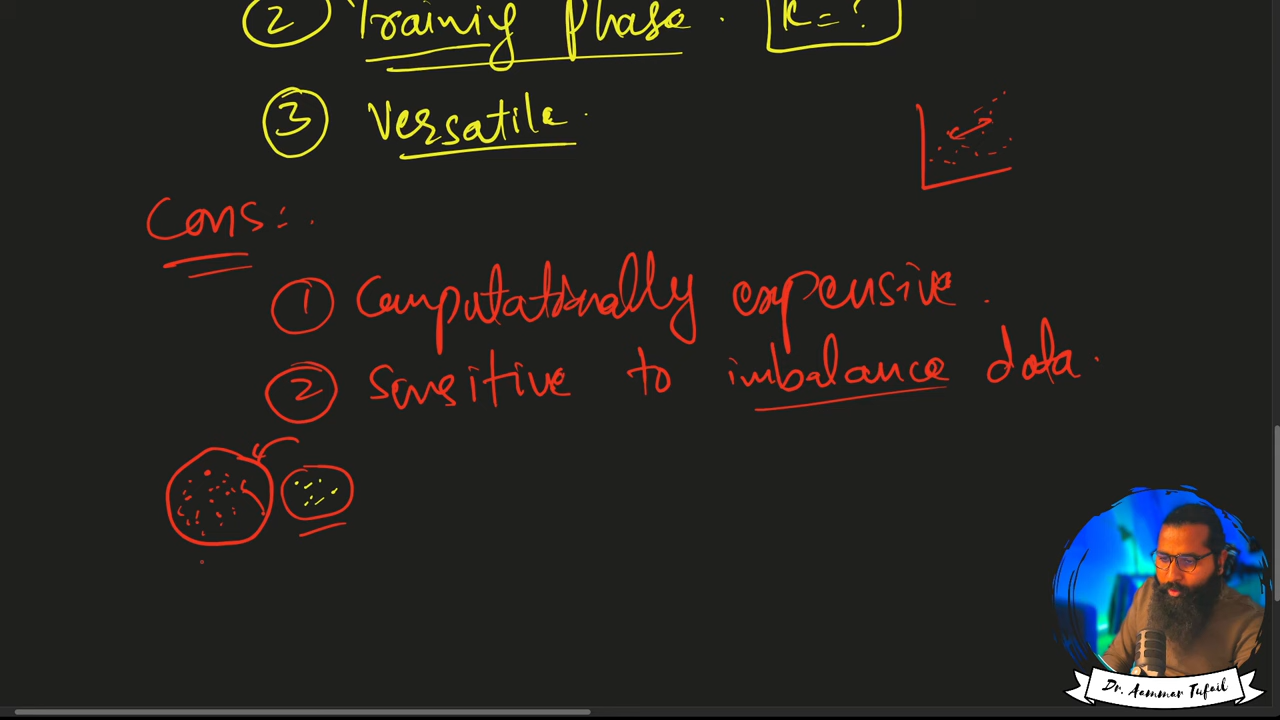 ② Training Phase. K = ?
③ Versatile.
Cons:.
① Computationally expensive.
② Sensitive to imbalance data.
Dr. Aammar Tufail